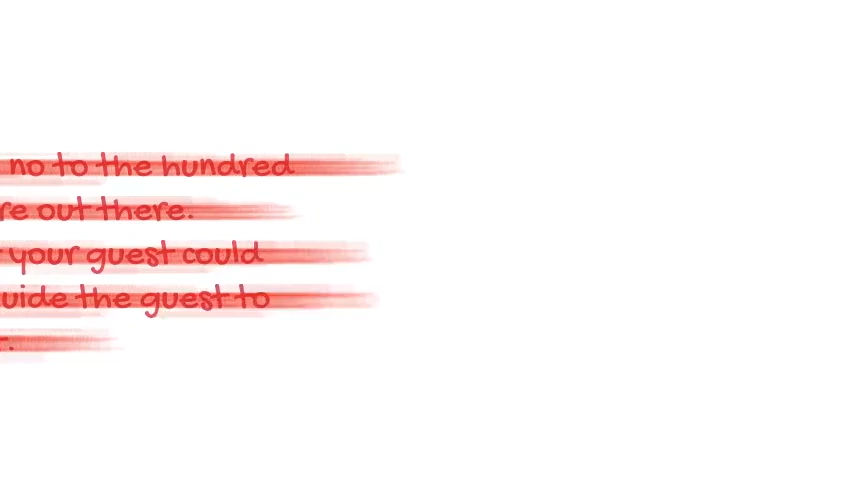 no to the hundred
re out there.
your guest could
uide the guest to
.